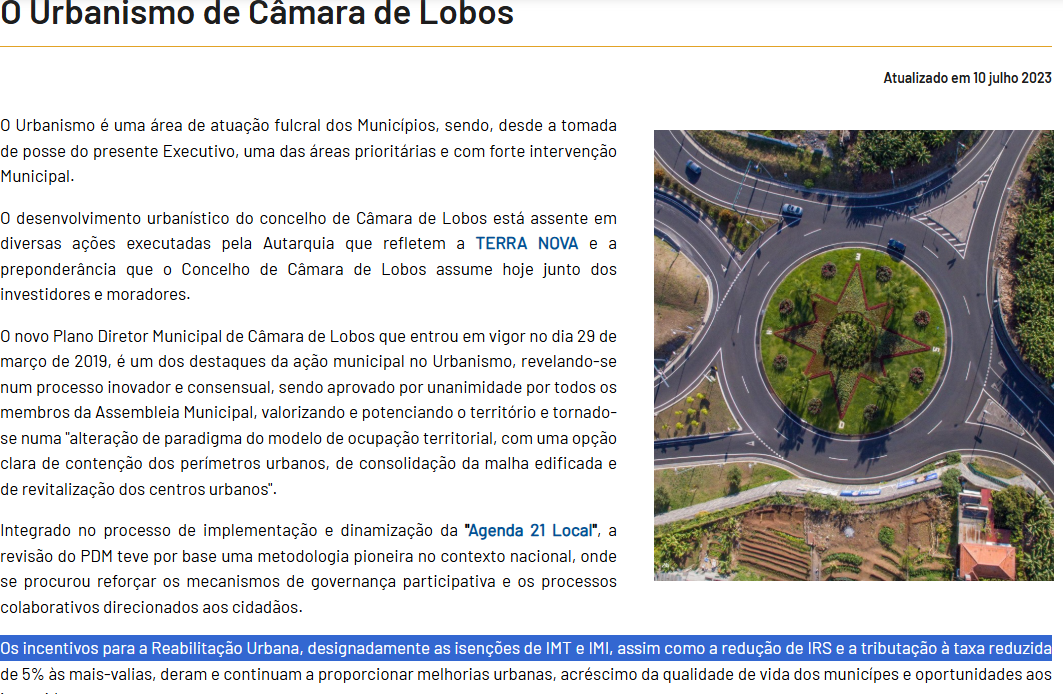 O Urbanismo de Câmara de Lobos
Atualizado em 10 julho 2023
O Urbanismo é uma área de atuação fulcral dos Municípios, sendo, desde a tomada
de posse do presente Executivo, uma das áreas prioritárias e com forte intervenção
Municipal.
O desenvolvimento urbanístico do concelho de Câmara de Lobos está assente em
diversas ações executadas pela Autarquia que refletem a TERRA NOVA e a
preponderância que o Concelho de Câmara de Lobos assume hoje junto dos
investidores e moradores.
O novo Plano Diretor Municipal de Câmara de Lobos que entrou em vigor no dia 29 de
março de 2019, é um dos destaques da ação municipal no Urbanismo, revelando-se
num processo inovador e consensual, sendo aprovado por unanimidade por todos os
membros da Assembleia Municipal, valorizando e potenciando o território e tornado-
se numa "alteração de paradigma do modelo de ocupação territorial, com uma opção
clara de contenção dos perímetros urbanos, de consolidação da malha edificada e
de revitalização dos centros urbanos".
Integrado no processo de implementação e dinamização da "Agenda 21 Local", a
revisão do PDM teve por base uma metodologia pioneira no contexto nacional, onde
se procurou reforçar os mecanismos de governança participativa e os processos
colaborativos direcionados aos cidadãos.
Os incentivos para a Reabilitação Urbana, designadamente as isenções de IMT e IMI, assim como a redução de IRS e a tributação à taxa reduzida
de 5% às mais-valias, deram e continuam a proporcionar melhorias urbanas, acréscimo da qualidade de vida dos munícipes e oportunidades aos